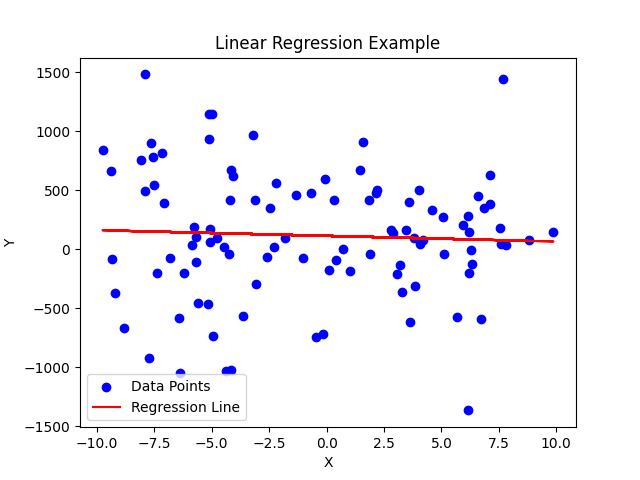 Linear Regression Example
1500
1000
500
0
−500
−1000
−1500
Y
Data Points
Regression Line
−10.0 −7.5 −5.0 −2.5 0.0 2.5 5.0 7.5 10.0
X